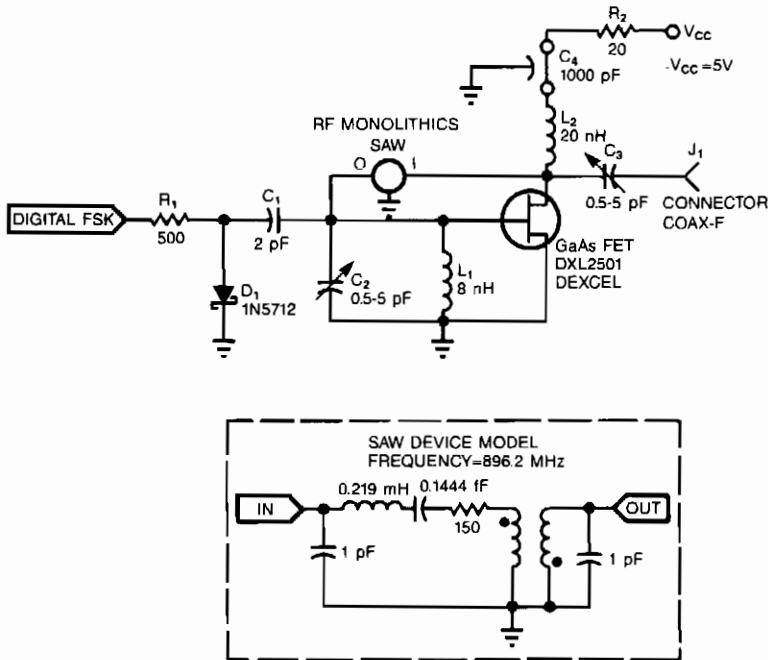 R2
20
VCC
-VCC=5V
C4
1000 pF
L2
20 nH
RF MONOLITHICS
SAW
O
I
C3
0.5-5 pF
J1
CONNECTOR
COAX-F
DIGITAL FSK
R1
500
C1
2 pF
D1
1N5712
C2
0.5-5 pF
L1
8 nH
GaAs FET
DXL2501
DEXCEL
SAW DEVICE MODEL
FREQUENCY=896.2 MHz
0.219 mH
0.1444 fF
150
IN
OUT
1 pF
1 pF